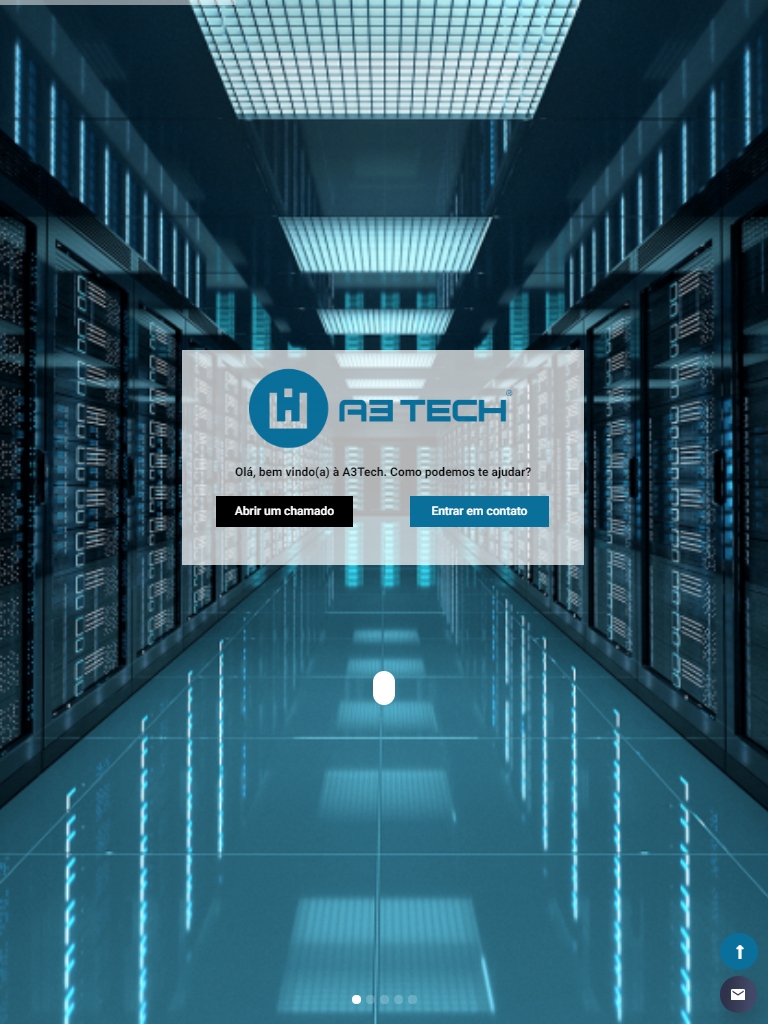 A3TECH®
Olá, bem vindo(a) à A3Tech. Como podemos te ajudar?
Abrir um chamado
Entrar em contato